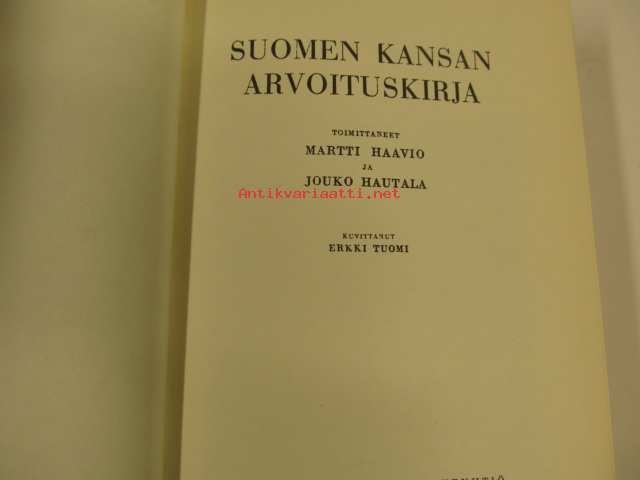 SUOMEN KANSAN
ARVOITUSKIRJA
TOIMITTANEET
MARTTI HAAVIO
JA
JOUKO HAUTALA
Antikvariaatti.net
KUVITTANUT
ERKKI TUOMI